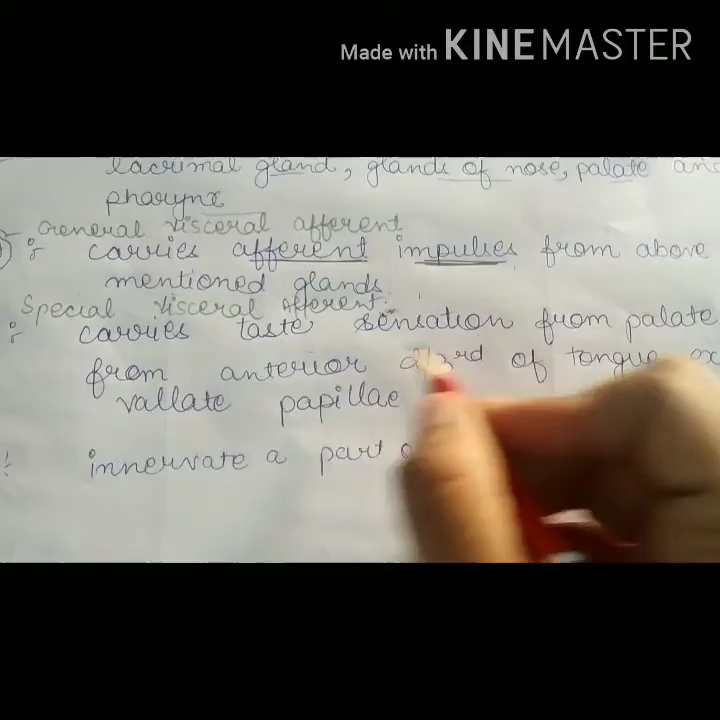 Made with KINEMASTER
lacrimal gland, glands of nose, palate and
pharynx
General visceral afferent
carries afferent impulses from above
mentioned glands.
Special visceral afferent:
carries taste sensation from palate
from anterior 2/3rd of tongue
vallate papillae
innervate a part